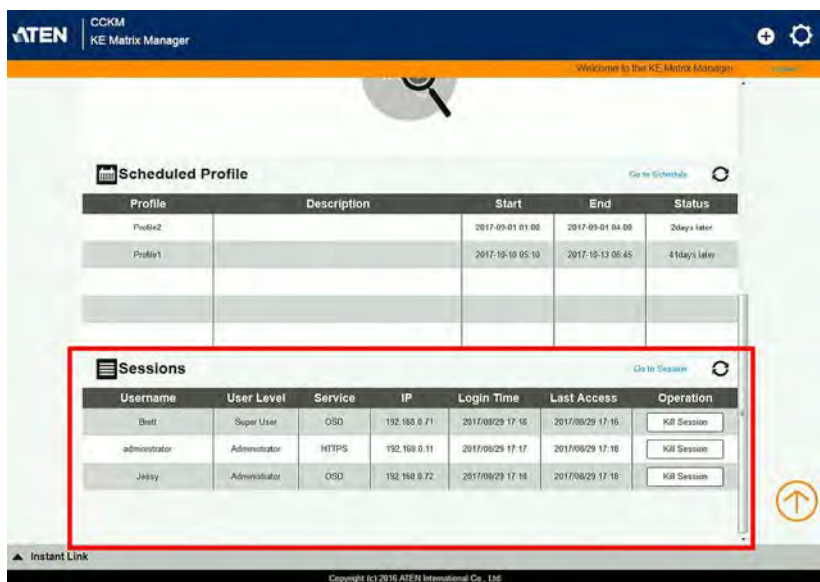 ATEN
CCKM
KE Matrix Manager
Welcome to the KE Matrix Manager
Scheduled Profile
Go to Schedule
Profile Description Start End Status
Profile2 2017-09-01 01:00 2017-09-01 04:00 2days later
Profile1 2017-10-10 05:10 2017-10-13 06:45 41days later
Sessions
Go to Session
Username User Level Service IP Login Time Last Access Operation
Brett Super User OSD 192.168.0.71 2017/08/29 17:16 2017/08/29 17:16 Kill Session
administrator Administrator HTTPS 192.168.0.11 2017/08/29 17:17 2017/08/29 17:18 Kill Session
Jessy Administrator OSD 192.168.0.72 2017/08/29 17:18 2017/08/29 17:18 Kill Session
Instant Link
Copyright (c) 2016 ATEN International Co., Ltd